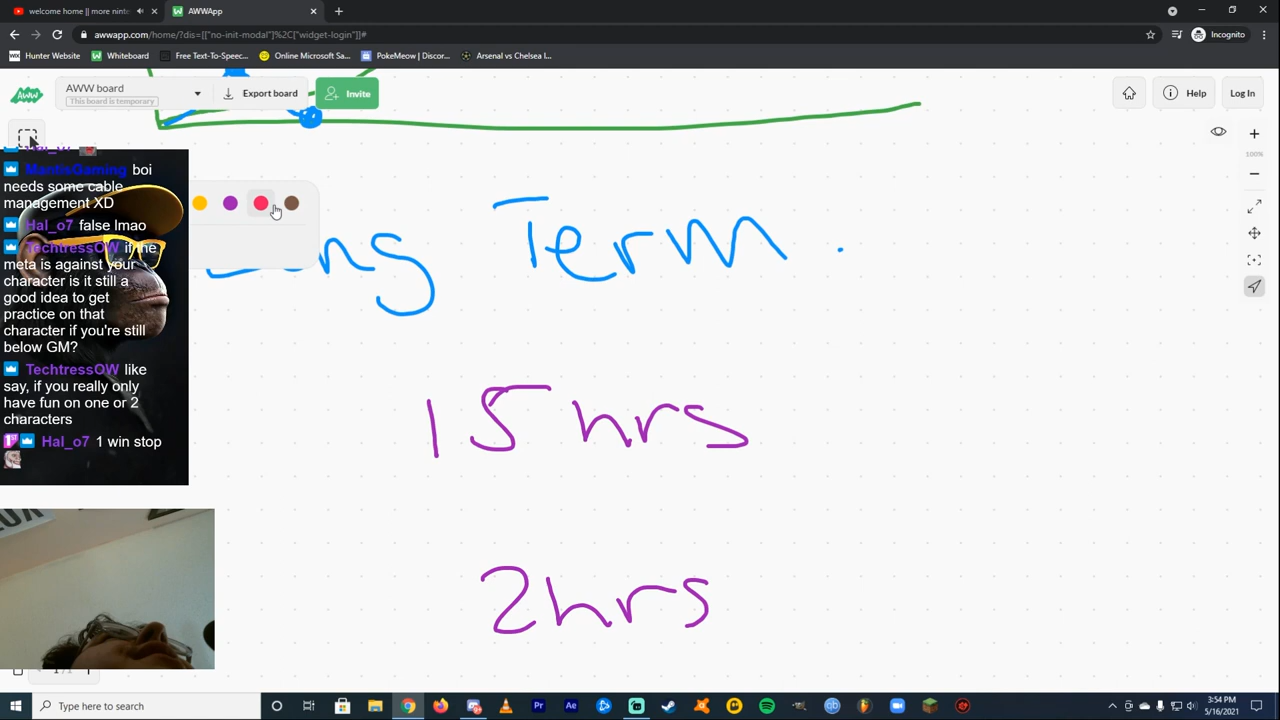 welcome home || more ninten
AWWApp
awwapp.com/home/?dis=[["no-init-modal"]%2C["widget-login"]]#
Incognito
Hunter Website
Whiteboard
Free Text-To-Speec...
Online Microsoft Sa...
PokeMeow | Discor...
Arsenal vs Chelsea l...
AWW
AWW board
This board is temporary
Export board
Invite
Help
Log In
100%
MantisGaming boi
needs some cable
management XD
Hal_o7 false lmao
TechtressOW if the
meta is against your
character is it still a
good idea to get
practice on that
character if you're still
below GM?
TechtressOW like
say, if you really only
have fun on one or 2
characters
Hal_o7 1 win stop
Term .
15 hrs
2hrs
Type here to search
3:54 PM
5/16/2021